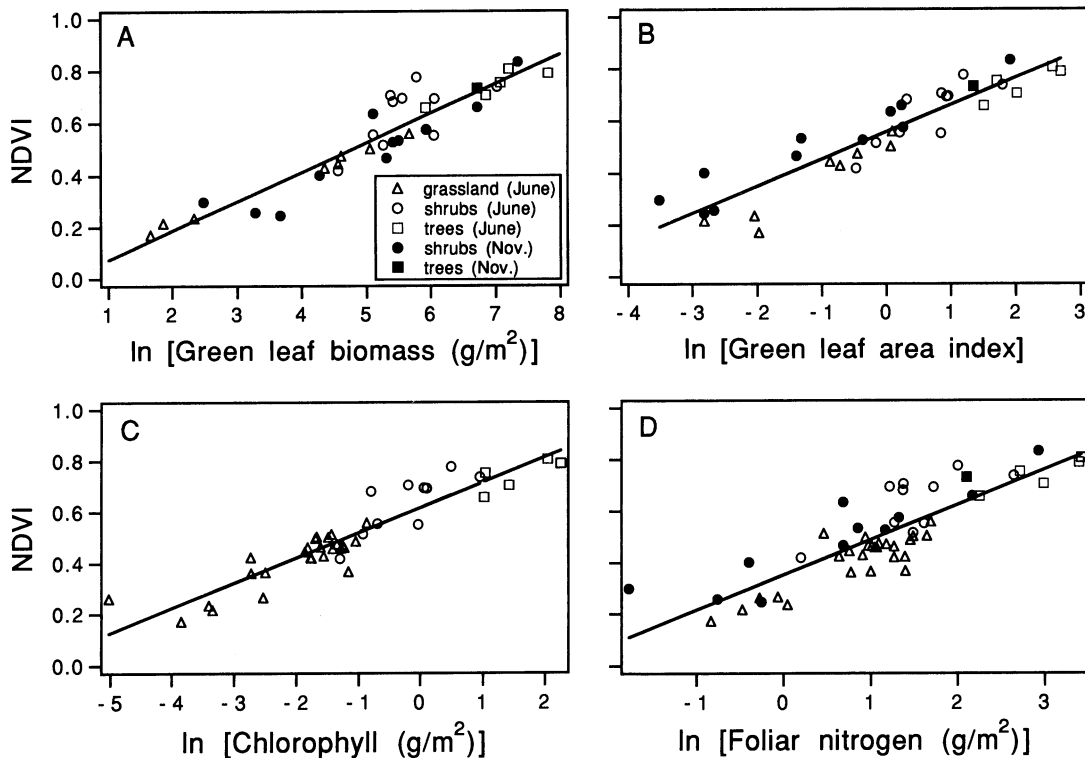 A
NDVI
1.0
0.8
0.6
0.4
0.2
0.0
grassland (June)
shrubs (June)
trees (June)
shrubs (Nov.)
trees (Nov.)
1 2 3 4 5 6 7 8
ln [Green leaf biomass (g/m²)]
B
-4 -3 -2 -1 0 1 2 3
ln [Green leaf area index]
C
NDVI
1.0
0.8
0.6
0.4
0.2
0.0
-5 -4 -3 -2 -1 0 1 2
ln [Chlorophyll (g/m²)]
D
-1 0 1 2 3
ln [Foliar nitrogen (g/m²)]